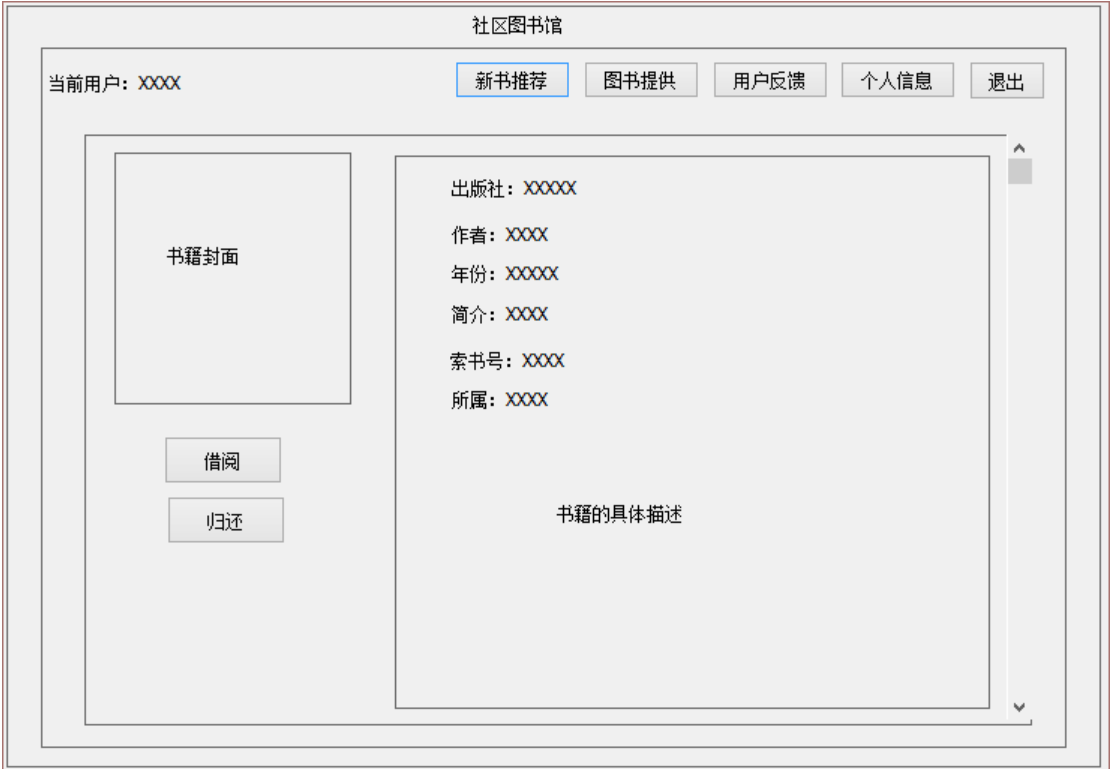 社区图书馆
当前用户：XXXX
新书推荐
图书提供
用户反馈
个人信息
退出
书籍封面
借阅
归还
出版社：XXXXX
作者：XXXX
年份：XXXXX
简介：XXXX
索书号：XXXX
所属：XXXX
书籍的具体描述